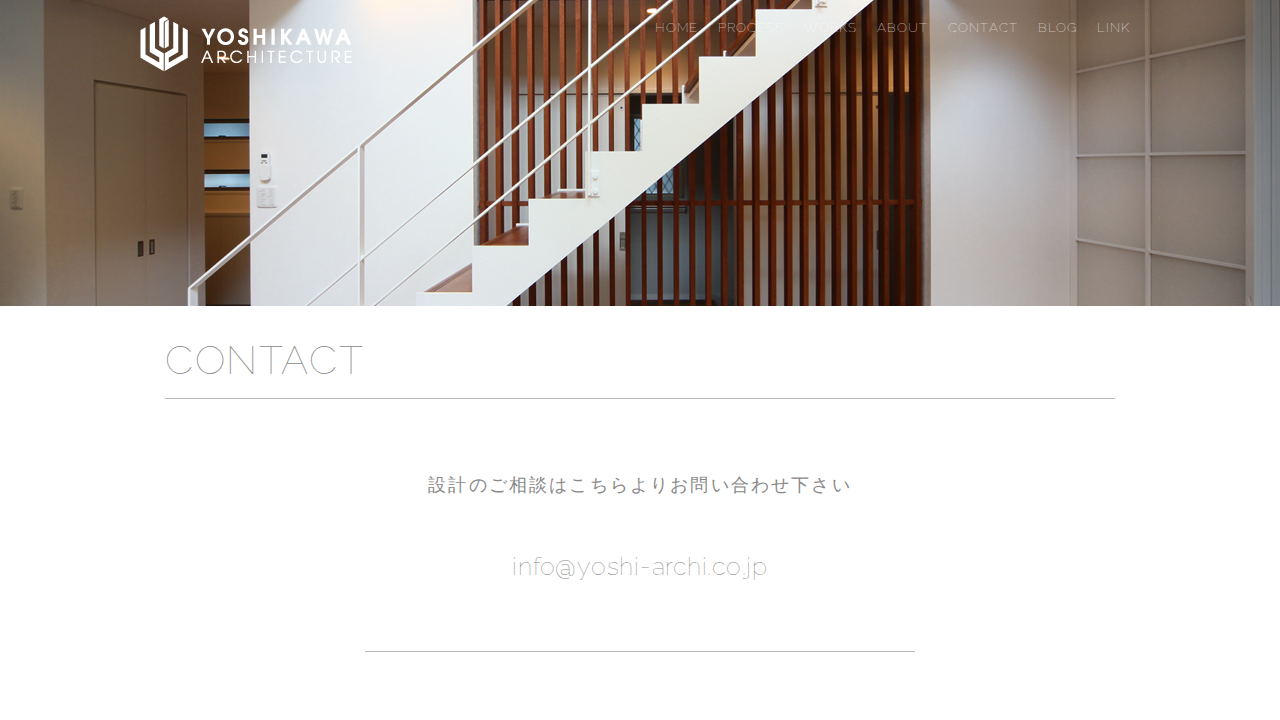 YOSHIKAWA
ARCHITECTURE
HOME PROCESS WORKS ABOUT CONTACT BLOG LINK
CONTACT
設計のご相談はこちらよりお問い合わせ下さい
info@yoshi-archi.co.jp